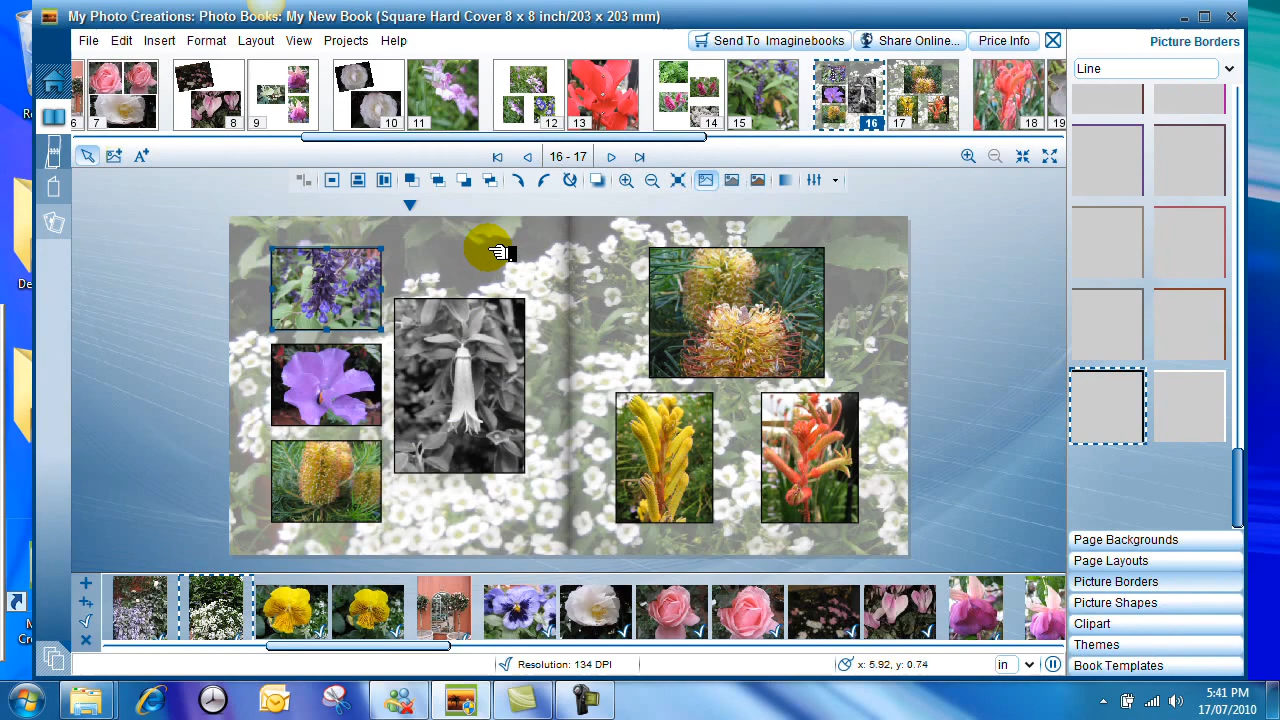 My Photo Creations: Photo Books: My New Book (Square Hard Cover 8 x 8 inch/203 x 203 mm)
File Edit Insert Format Layout View Projects Help
Send To Imaginebooks
Share Online...
Price Info
Picture Borders
Line
6 7 8 9 10 11 12 13 14 15 16 17 18 19
16 - 17
Page Backgrounds
Page Layouts
Picture Borders
Picture Shapes
Clipart
Themes
Book Templates
Resolution: 134 DPI
x: 5.92, y: 0.74
in
5:41 PM
17/07/2010